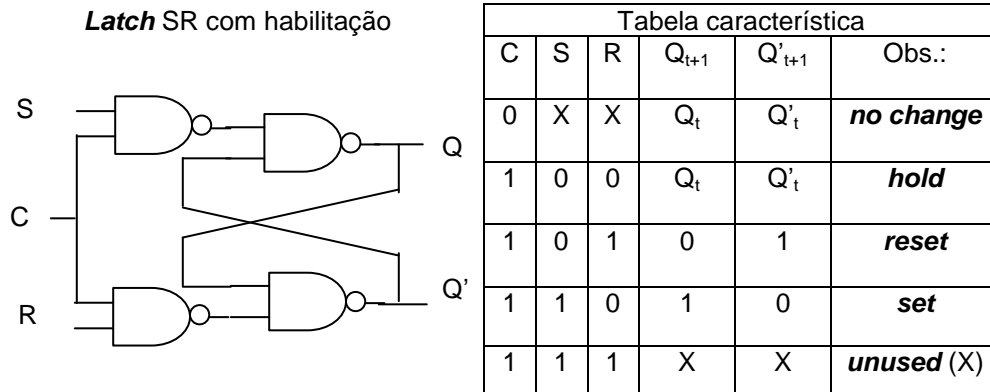 Latch SR com habilitação
S
C
R
Q
Q'
Tabela característica
C S R Qt+1 Q't+1 Obs.:
0 X X Qt Q't no change
1 0 0 Qt Q't hold
1 0 1 0 1 reset
1 1 0 1 0 set
1 1 1 X X unused (X)